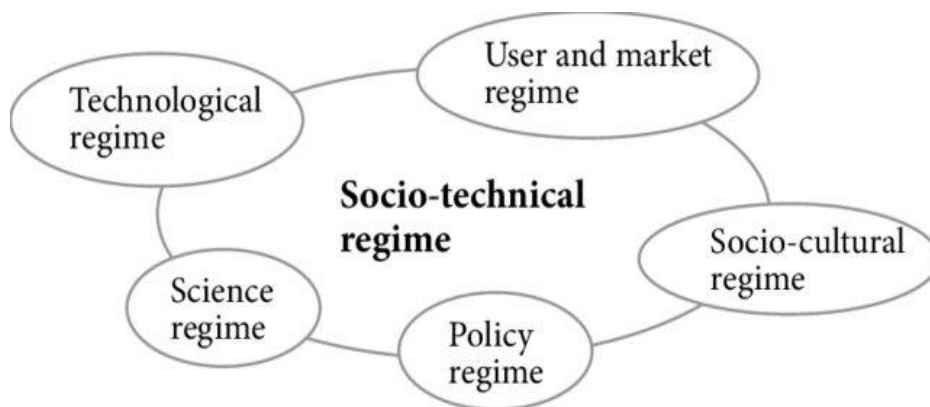 User and market
regime
Technological
regime
Socio-technical
regime
Socio-cultural
regime
Science
regime
Policy
regime